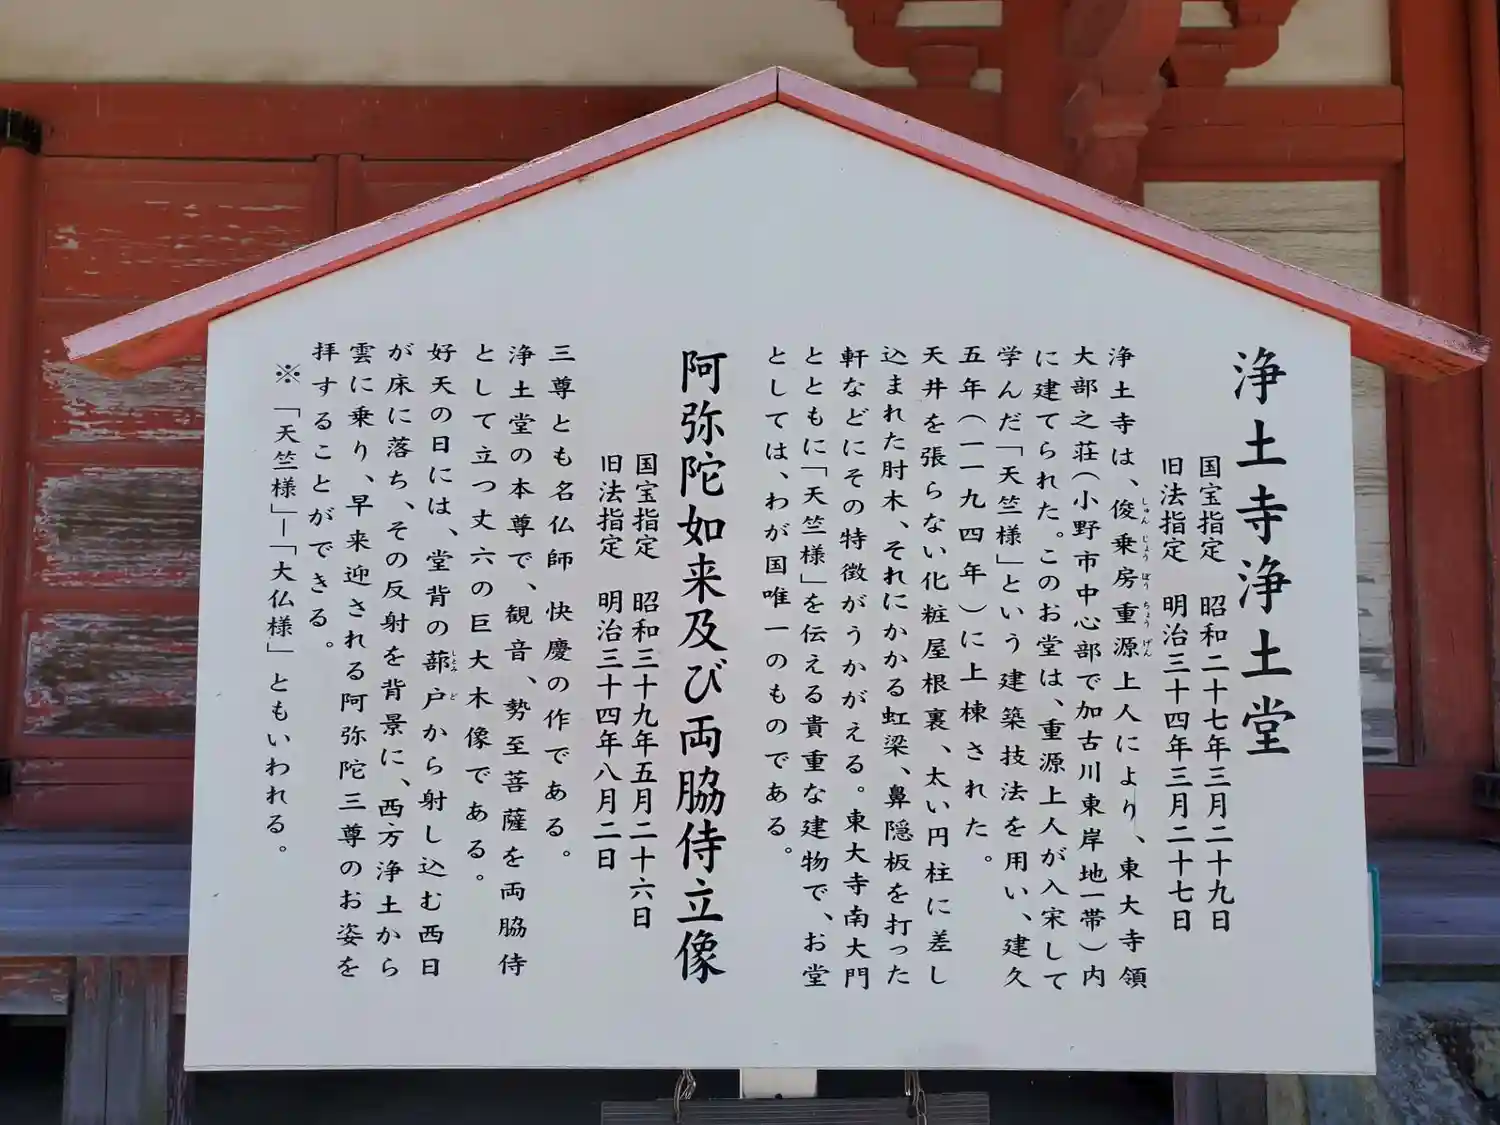 浄土寺浄土堂
国宝指定　昭和二十七年三月二十九日
旧法指定　明治三十四年三月二十七日
浄土寺は、俊乗房重源上人により、東大寺領
しゅんじょうぼうちょうげん
大部之荘(小野市中心部で加古川東岸地一帯)内
に建てられた。このお堂は、重源上人が入宋して
学んだ「天竺様」という建築技法を用い、建久
五年(一一九四年)に上棟された。
天井を張らない化粧屋根裏、太い円柱に差し
込まれた肘木、それにかかる虹梁、鼻隠板を打った
軒などにその特徴がうかがえる。東大寺南大門
とともに「天竺様」を伝える貴重な建物で、お堂
としては、わが国唯一のものである。
阿弥陀如来及び両脇侍立像
国宝指定　昭和三十九年五月二十六日
旧法指定　明治三十四年八月二日
三尊とも名仏師 快慶の作である。
浄土堂の本尊で、観音、勢至菩薩を両脇侍
として立つ丈六の巨大木像である。
好天の日には、堂背の蔀戸から射し込む西日
しとみど
が床に落ち、その反射を背景に、西方浄土から
雲に乗り、早来迎される阿弥陀三尊のお姿を
拝することができる。
※「天竺様」ー「大仏様」ともいわれる。